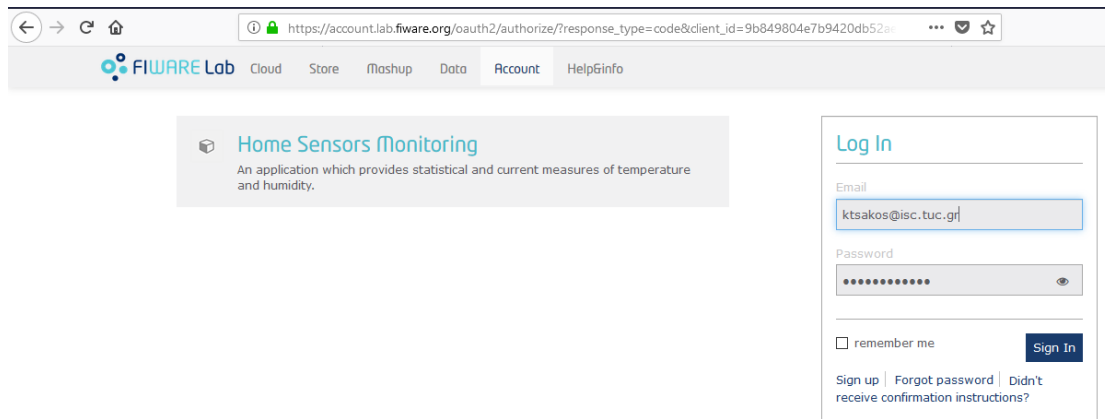 https://account.lab.fiware.org/oauth2/authorize/?response_type=code&client_id=9b849804e7b9420db52a
FIWARE Lab Cloud Store Mashup Data Account Help&info
Home Sensors Monitoring
An application which provides statistical and current measures of temperature
and humidity.
Log In
Email
ktsakos@isc.tuc.gr
Password
remember me
Sign In
Sign up Forgot password Didn't
receive confirmation instructions?